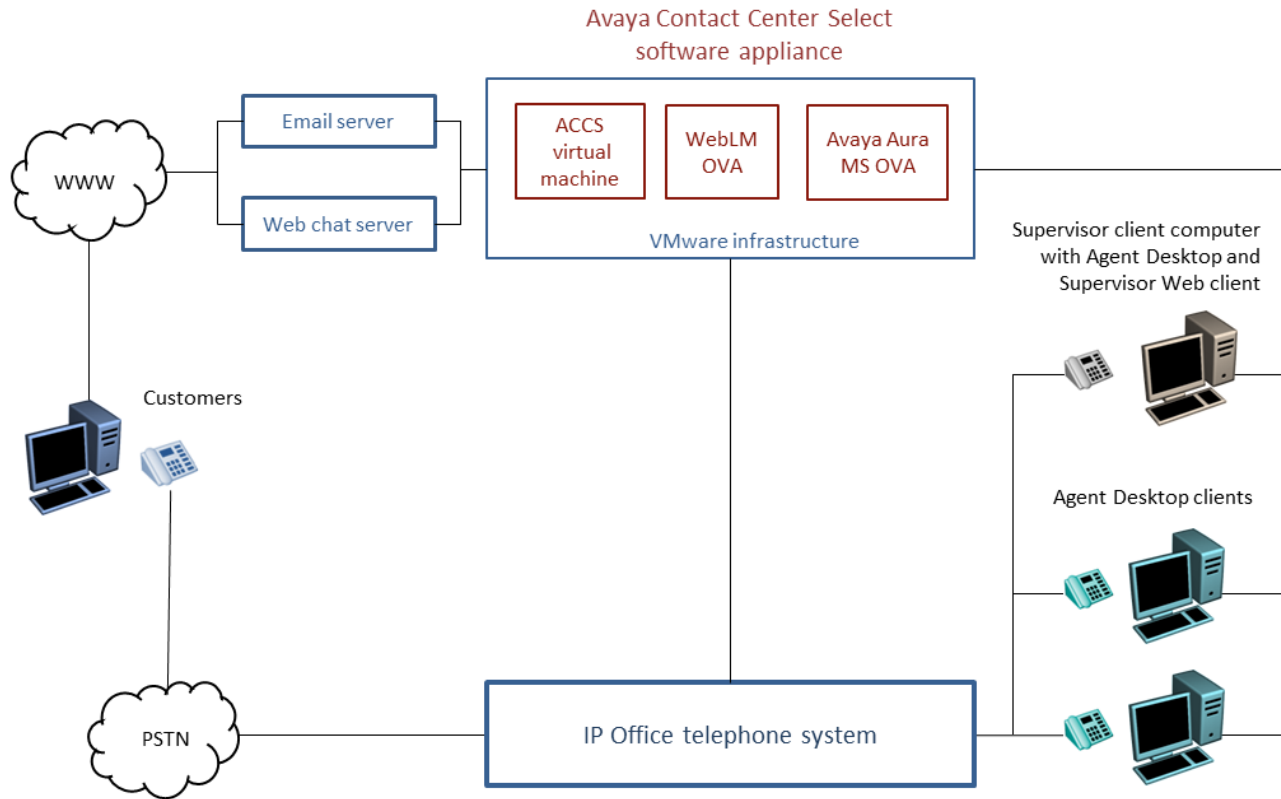 Avaya Contact Center Select
software appliance
Email server
ACCS
virtual
machine
WebLM
OVA
Avaya Aura
MS OVA
WWW
Web chat server
VMware infrastructure
Supervisor client computer
with Agent Desktop and
Supervisor Web client
Customers
Agent Desktop clients
PSTN
IP Office telephone system